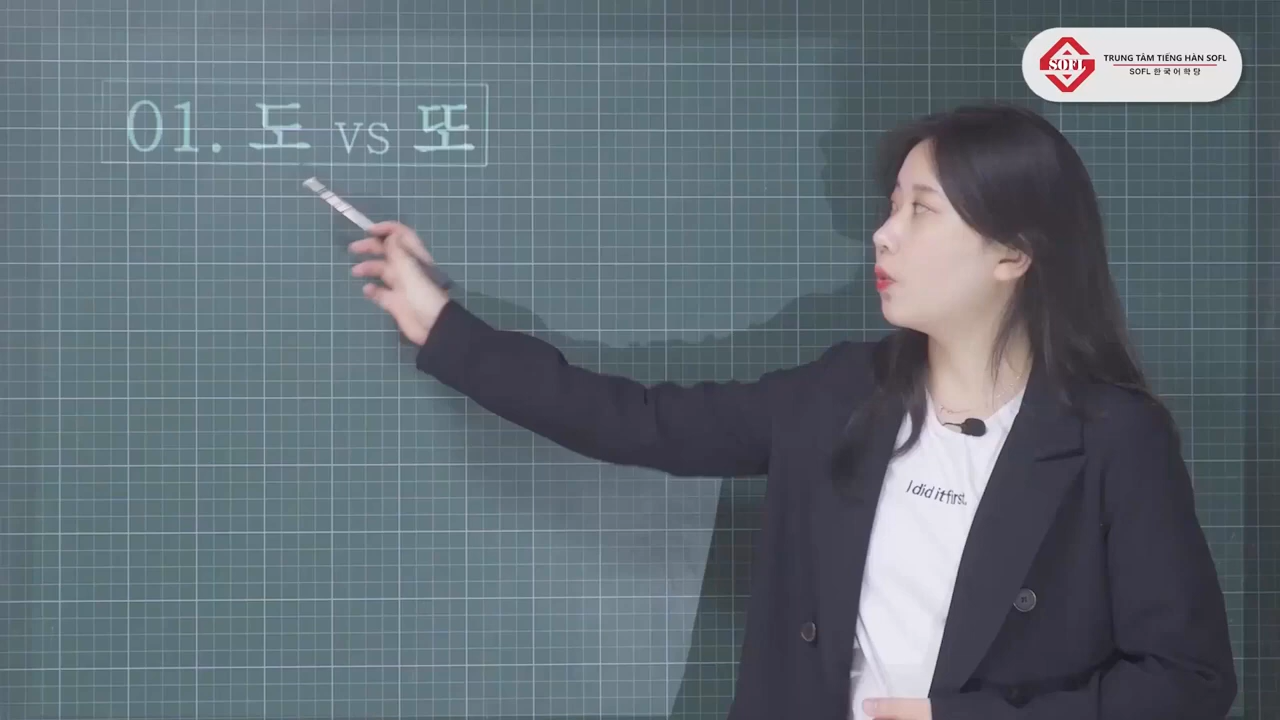 01. 도 vs 또
SOFL
TRUNG TÂM TIẾNG HÀN SOFL
SOFL 한국어학당
I did it first.